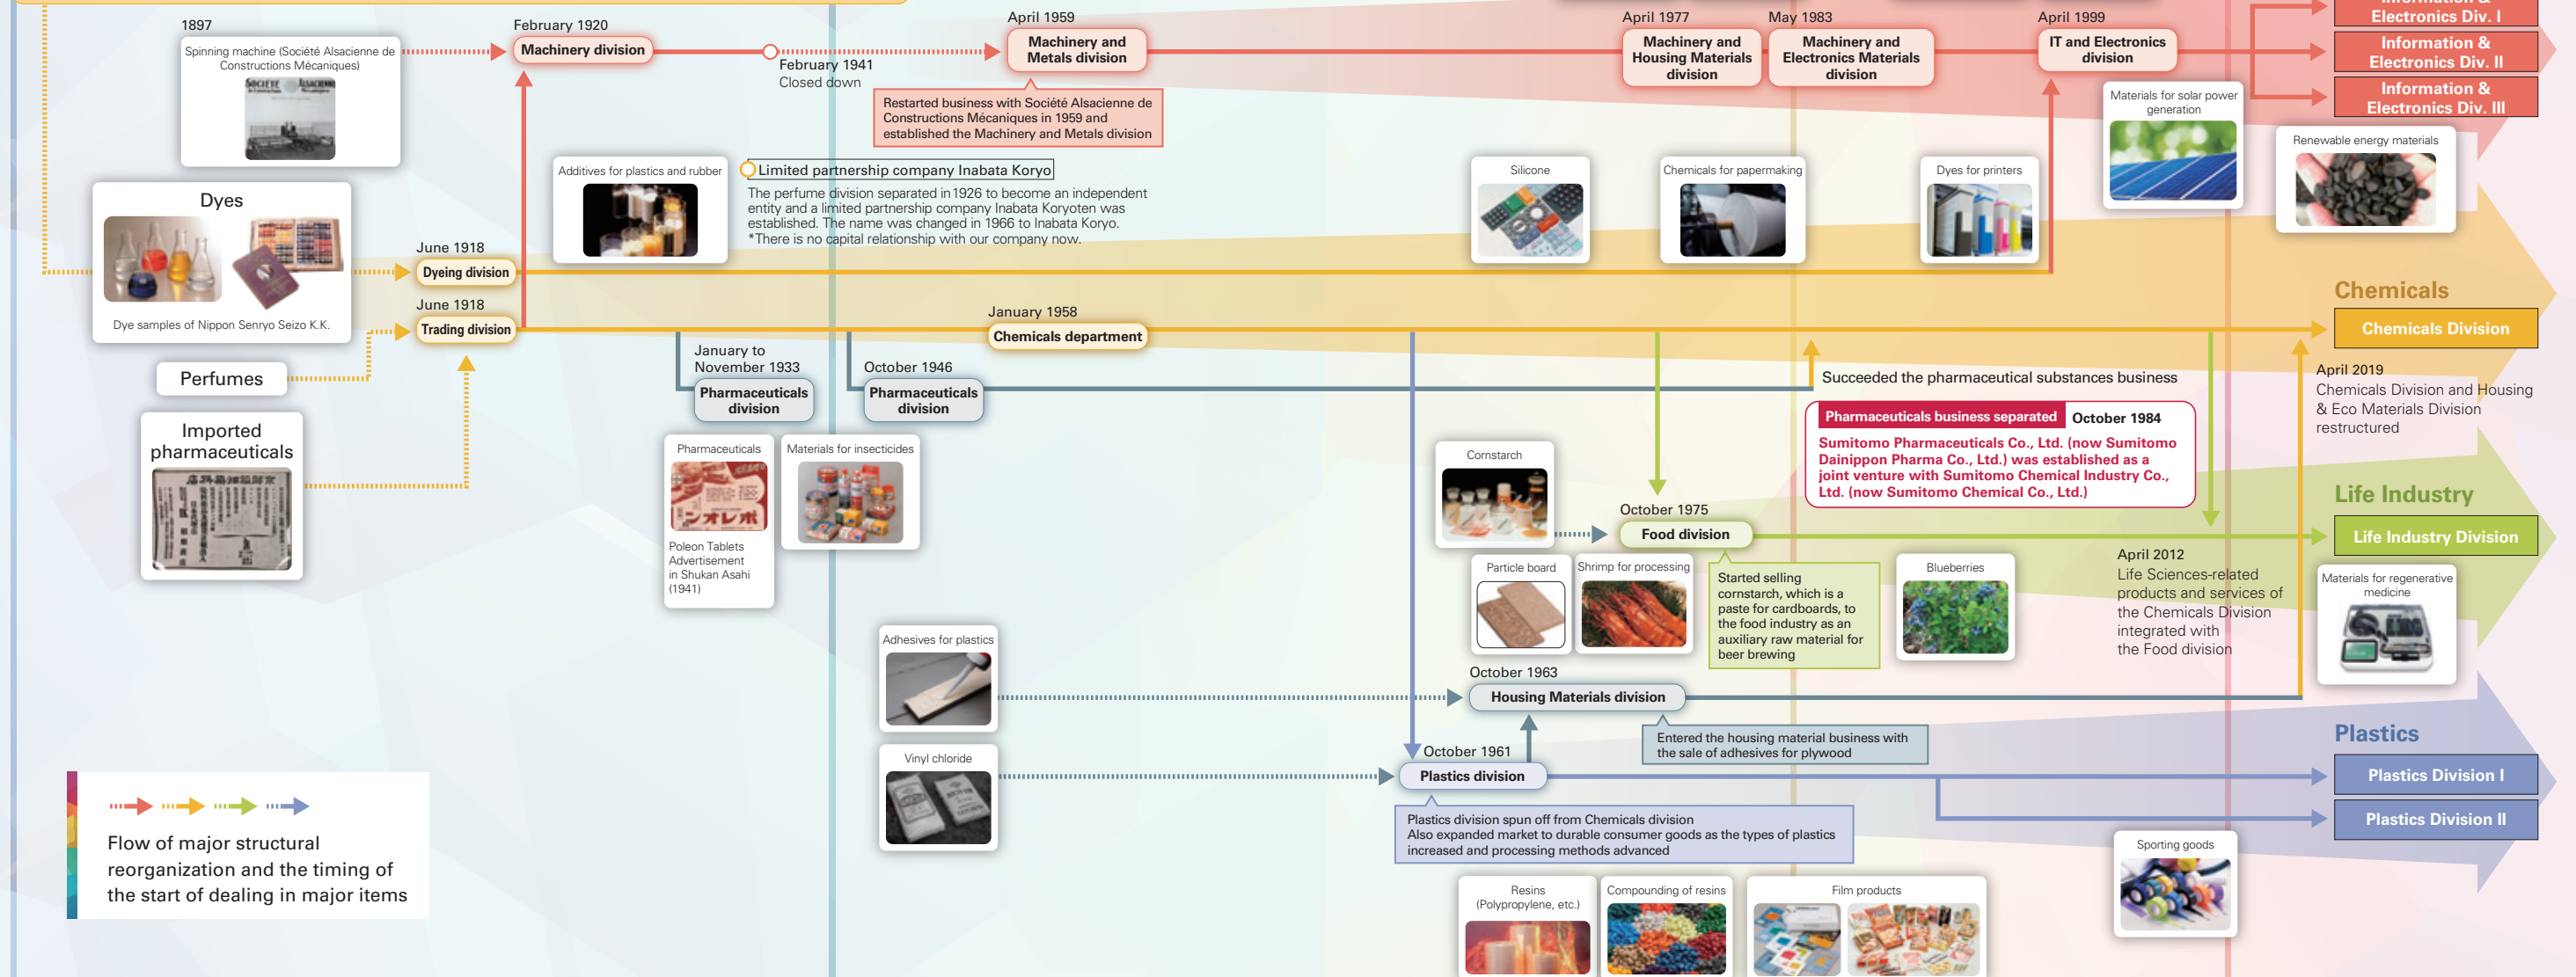 Information &
Electronics Div. I
Information &
Electronics Div. II
Information &
Electronics Div. III
1897
Spinning machine (Société Alsacienne de
Constructions Mécaniques)
SOCIÉTÉ ALSACIENNE
February 1920
Machinery division
February 1941
Closed down
April 1959
Machinery and
Metals division
Restarted business with Société Alsacienne de
Constructions Mécaniques in 1959 and
established the Machinery and Metals division
April 1977
Machinery and
Housing Materials
division
May 1983
Machinery and
Electronics Materials
division
April 1999
IT and Electronics
division
Materials for solar power
generation
Renewable energy materials
Dyes
Dye samples of Nippon Senryo Seizo K.K.
Additives for plastics and rubber
Limited partnership company Inabata Koryo
The perfume division separated in 1926 to become an independent
entity and a limited partnership company Inabata Koryoten was
established. The name was changed in 1966 to Inabata Koryo.
*There is no capital relationship with our company now.
Silicone
Chemicals for papermaking
Dyes for printers
June 1918
Dyeing division
June 1918
Trading division
Perfumes
Imported
pharmaceuticals
January 1958
Chemicals department
January to
November 1933
Pharmaceuticals
division
October 1946
Pharmaceuticals
division
Pharmaceuticals
ンオレポ
Poleon Tablets
Advertisement
in Shukan Asahi
(1941)
Materials for insecticides
Chemicals
Chemicals Division
Succeeded the pharmaceutical substances business
Pharmaceuticals business separated
October 1984
Sumitomo Pharmaceuticals Co., Ltd. (now Sumitomo
Dainippon Pharma Co., Ltd.) was established as a
joint venture with Sumitomo Chemical Industry Co.,
Ltd. (now Sumitomo Chemical Co., Ltd.)
April 2019
Chemicals Division and Housing
& Eco Materials Division
restructured
Cornstarch
October 1975
Food division
Started selling
cornstarch, which is a
paste for cardboards, to
the food industry as an
auxiliary raw material for
beer brewing
Particle board
Shrimp for processing
Blueberries
April 2012
Life Sciences-related
products and services of
the Chemicals Division
integrated with
the Food division
Life Industry
Life Industry Division
Materials for regenerative
medicine
Adhesives for plastics
October 1963
Housing Materials division
Entered the housing material business with
the sale of adhesives for plywood
Vinyl chloride
October 1961
Plastics division
Plastics division spun off from Chemicals division
Also expanded market to durable consumer goods as the types of plastics
increased and processing methods advanced
Plastics
Plastics Division I
Plastics Division II
Sporting goods
Resins
(Polypropylene, etc.)
Compounding of resins
Film products
Flow of major structural
reorganization and the timing of
the start of dealing in major items